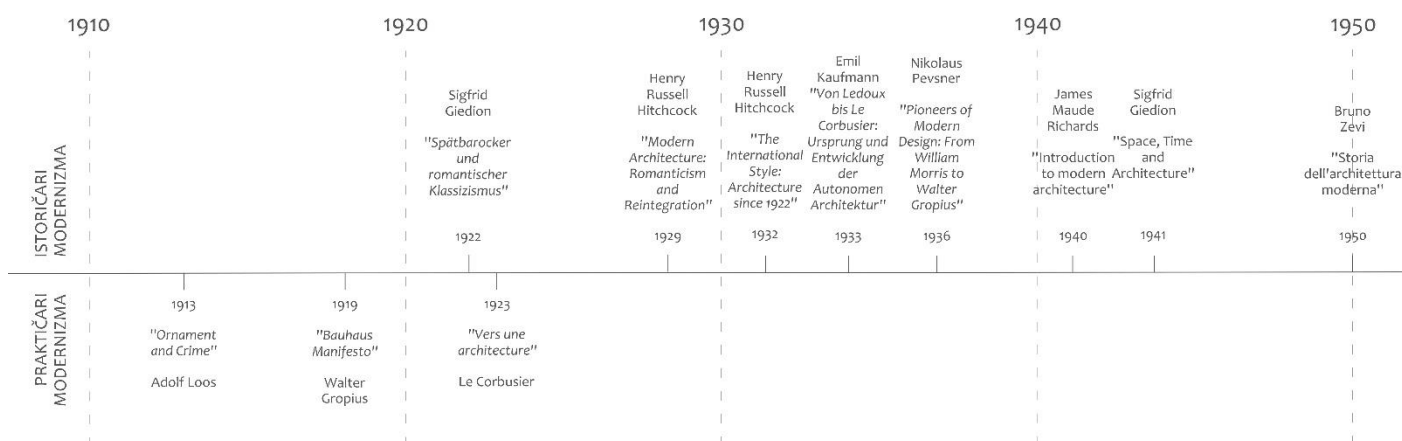 1910
1920
1930
1940
1950
ISTORIČARI
MODERNIZMA
Sigfrid
Giedion
"Spätbarocker
und
romantischer
Klassizismus"
1922
Henry
Russell
Hitchcock
"Modern
Architecture:
Romanticism
and
Reintegration"
1929
Henry
Russell
Hitchcock
"The
International
Style:
Architecture
since 1922"
1932
Emil
Kaufmann
"Von Ledoux
bis Le
Corbusier:
Ursprung und
Entwicklung
der
Autonomen
Architektur"
1933
Nikolaus
Pevsner
"Pioneers of
Modern
Design: From
William
Morris to
Walter
Gropius"
1936
James
Maude
Richards
"Introduction
to modern
architecture"
1940
Sigfrid
Giedion
"Space, Time
and
Architecture"
1941
Bruno
Zevi
"Storia
dell'architettura
moderna"
1950
PRAKTIČARI
MODERNIZMA
1913
"Ornament
and Crime"
Adolf Loos
1919
"Bauhaus
Manifesto"
Walter
Gropius
1923
"Vers une
architecture"
Le Corbusier